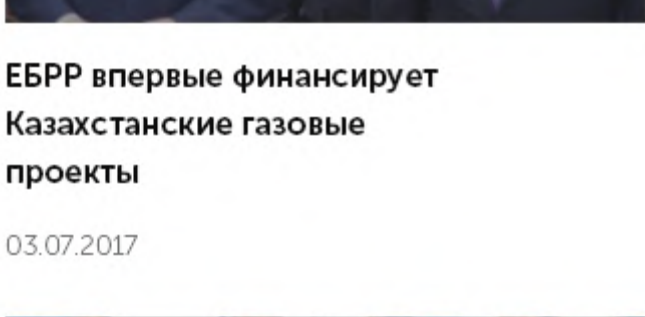 ЕБРР впервые финансирует
Казахстанские газовые
проекты
03.07.2017